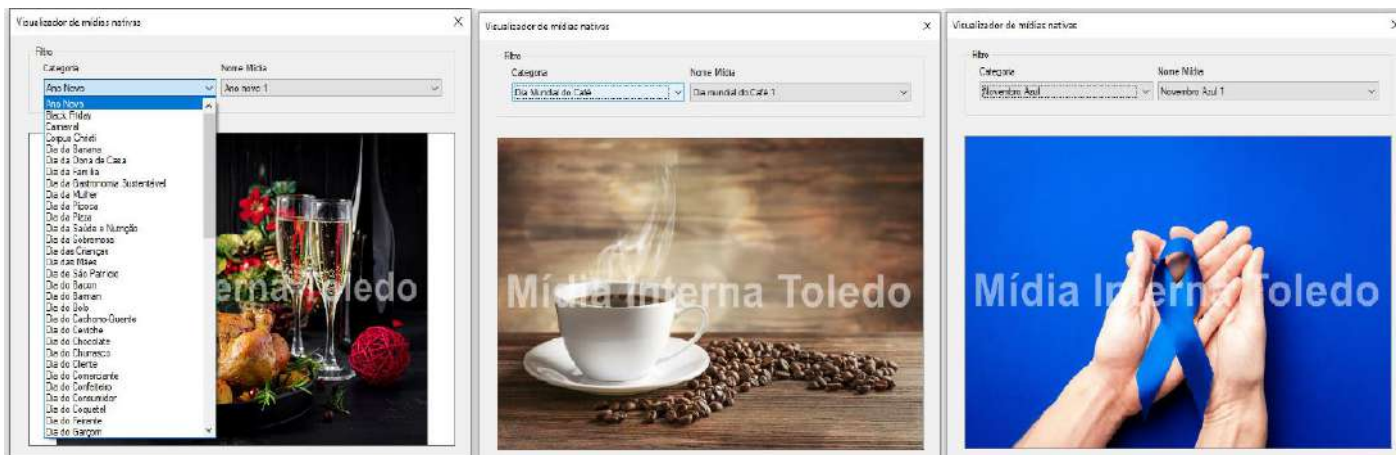 Visualizador de mídias nativas
Filtro
Categoria
Nome Mídia
Ano Novo
Ano novo 1
Ano Novo
Black Friday
Carnaval
Corpus Christi
Dia da Banana
Dia da Dona de Casa
Dia da Família
Dia da Gastronomia Sustentável
Dia da Mulher
Dia da Pipoca
Dia da Pizza
Dia da Saúde e Nutrição
Dia da Sobremesa
Dia das Crianças
Dia das Mães
Dia de São Patrício
Dia do Bacon
Dia do Barman
Dia do Bolo
Dia do Cachorro-Quente
Dia do Ceviche
Dia do Chocolate
Dia do Churrasco
Dia do Cliente
Dia do Comerciante
Dia do Confeiteiro
Dia do Consumidor
Dia do Coquetel
Dia do Feirante
Dia do Garçom
erna Toledo
Visualizador de mídias nativas
Filtro
Categoria
Nome Mídia
Dia Mundial do Café
Dia mundial do Café 1
Mídia Interna Toledo
Visualizador de mídias nativas
Filtro
Categoria
Nome Mídia
Novembro Azul
Novembro Azul 1
Mídia Interna Toledo